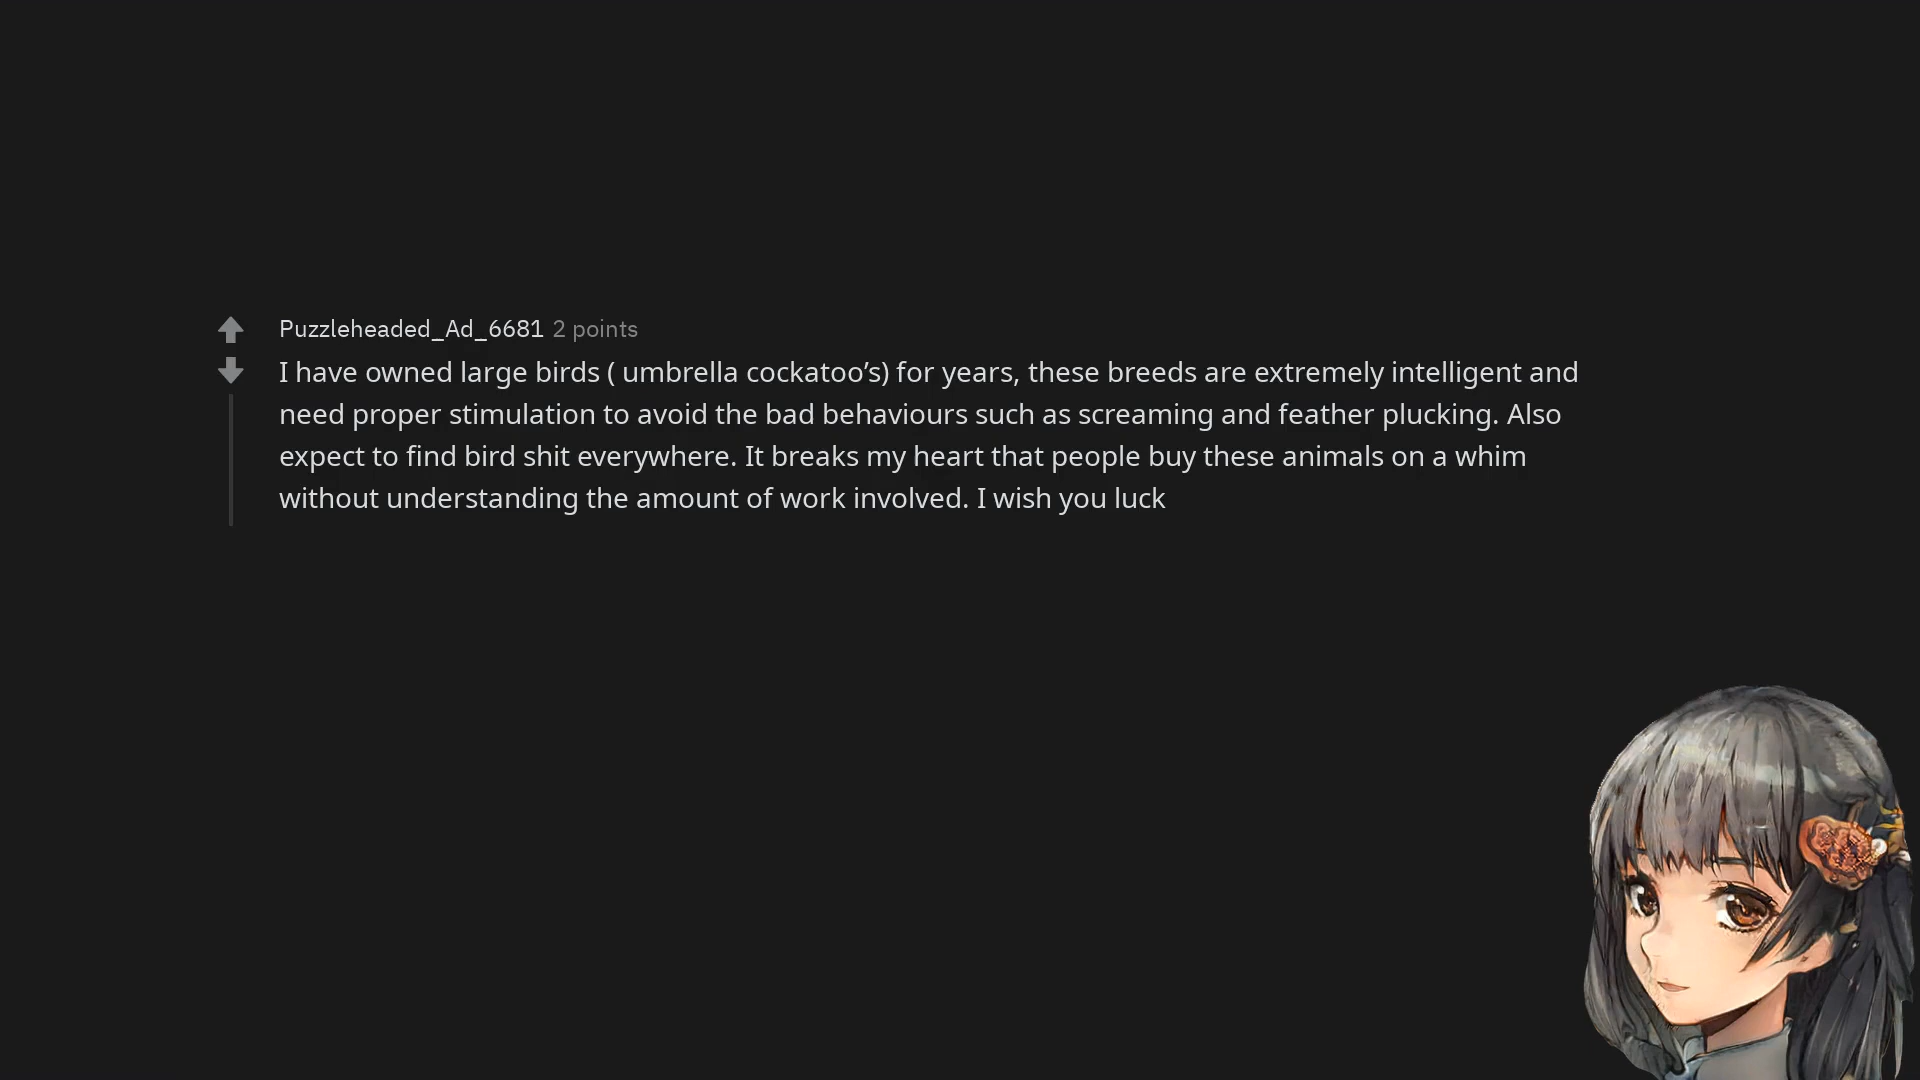 Puzzleheaded_Ad_6681 2 points
I have owned large birds ( umbrella cockatoo’s) for years, these breeds are extremely intelligent and
need proper stimulation to avoid the bad behaviours such as screaming and feather plucking. Also
expect to find bird shit everywhere. It breaks my heart that people buy these animals on a whim
without understanding the amount of work involved. I wish you luck